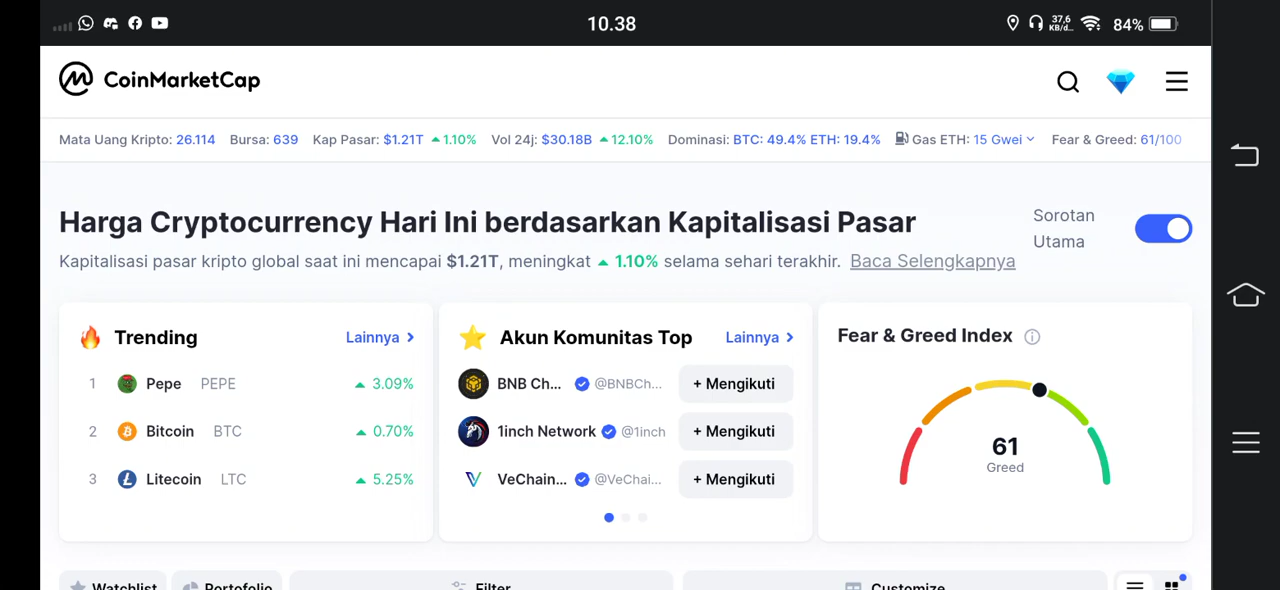 10.38
37,6
KB/d...
84%
CoinMarketCap
Mata Uang Kripto: 26.114 Bursa: 639 Kap Pasar: $1.21T 1.10% Vol 24j: $30.18B 12.10% Dominasi: BTC: 49.4% ETH: 19.4% Gas ETH: 15 Gwei Fear & Greed: 61/100
Harga Cryptocurrency Hari Ini berdasarkan Kapitalisasi Pasar
Sorotan
Utama
Kapitalisasi pasar kripto global saat ini mencapai $1.21T, meningkat 1.10% selama sehari terakhir. Baca Selengkapnya
Trending Lainnya
1 Pepe PEPE 3.09%
2 Bitcoin BTC 0.70%
3 Litecoin LTC 5.25%
Akun Komunitas Top Lainnya
BNB Ch... @BNBCh... + Mengikuti
1inch Network @1inch + Mengikuti
VeChain... @VeChai... + Mengikuti
Fear & Greed Index
61
Greed
Watchlist Portofolio Filter Customize